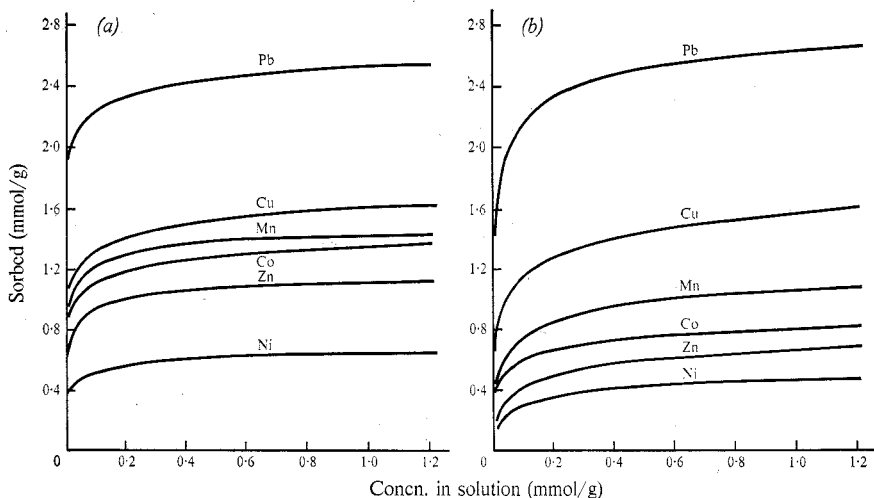 (a)
2·8
2·4
2·0
1·6
1·2
0·8
0·4
0
0·2
0·4
0·6
0·8
1·0
1·2
Pb
Cu
Mn
Co
Zn
Ni
(b)
2·8
2·4
2·0
1·6
1·2
0·8
0·4
0
0·2
0·4
0·6
0·8
1·0
1·2
Pb
Cu
Mn
Co
Zn
Ni
Sorbed (mmol/g)
Concn. in solution (mmol/g)